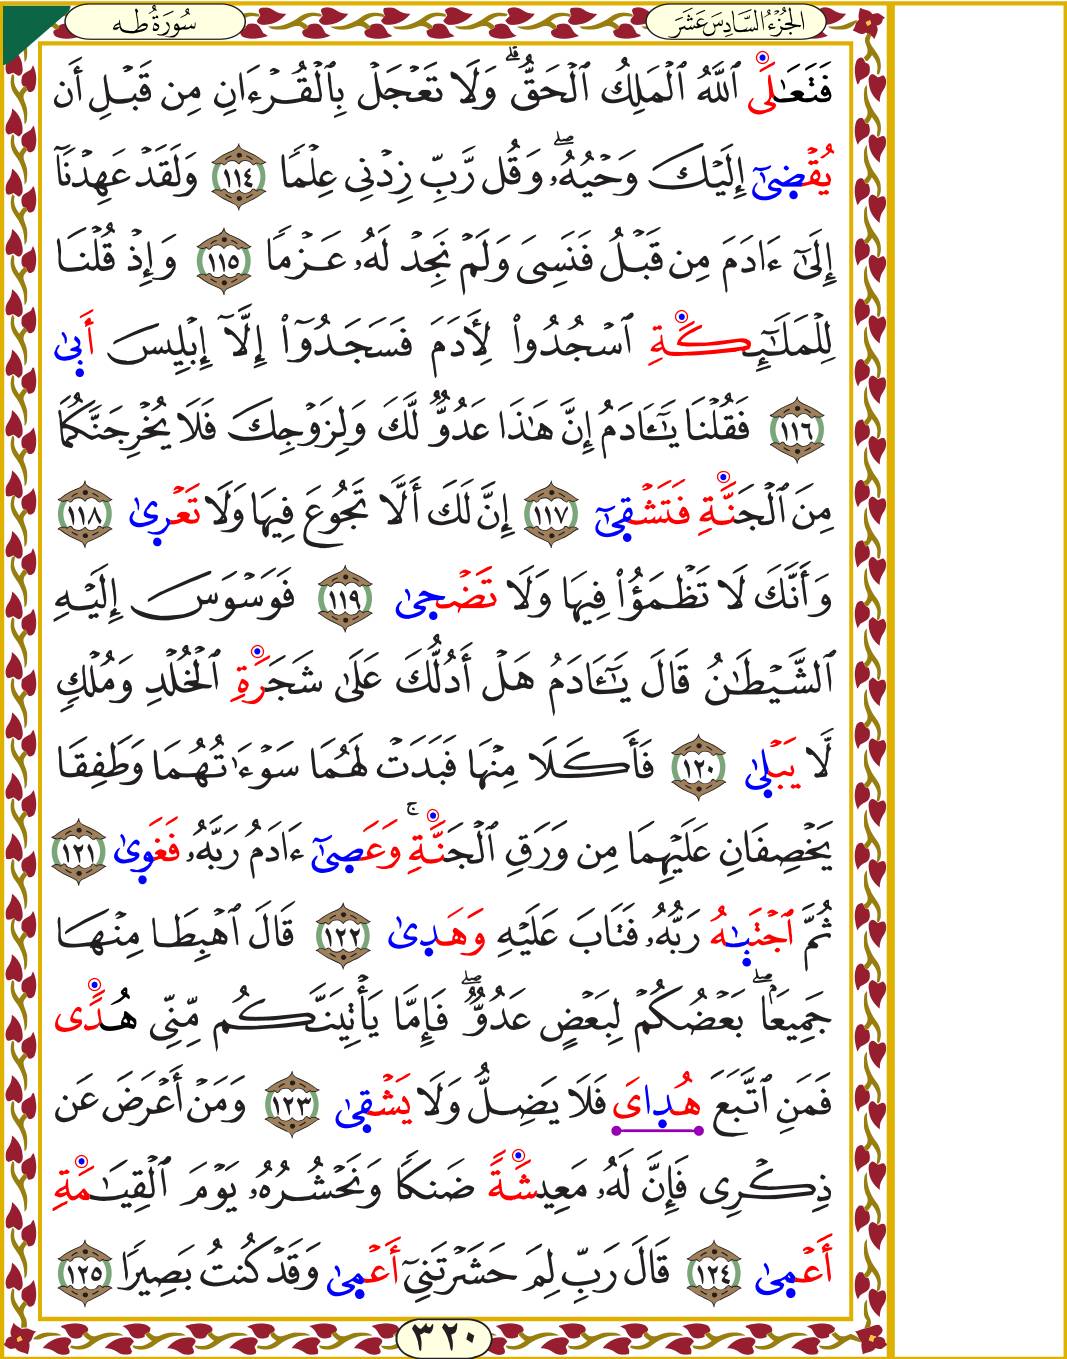 سُورَةُ طه
الجُزْءُ السَّادِسَ عَشَرَ
فَتَعَٰلَى ٱللَّهُ ٱلْمَلِكُ ٱلْحَقُّۗ وَلَا تَعْجَلْ بِٱلْقُرْءَانِ مِن قَبْلِ أَن
يُقْضَىٰٓ إِلَيْكَ وَحْيُهُۥۖ وَقُل رَّبِّ زِدْنِى عِلْمًا ١١٤ وَلَقَدْ عَهِدْنَآ
إِلَىٰٓ ءَادَمَ مِن قَبْلُ فَنَسِىَ وَلَمْ نَجِدْ لَهُۥ عَزْمًا ١١٥ وَإِذْ قُلْنَا
لِلْمَلَٰٓئِكَةِ ٱسْجُدُوا۟ لِءَادَمَ فَسَجَدُوٓا۟ إِلَّآ إِبْلِيسَ أَبَىٰ
١١٦ فَقُلْنَا يَٰٓـَٔادَمُ إِنَّ هَٰذَا عَدُوٌّ لَّكَ وَلِزَوْجِكَ فَلَا يُخْرِجَنَّكُمَا
مِنَ ٱلْجَنَّةِ فَتَشْقَىٰٓ ١١٧ إِنَّ لَكَ أَلَّا تَجُوعَ فِيهَا وَلَا تَعْرَىٰ ١١٨
وَأَنَّكَ لَا تَظْمَؤُا۟ فِيهَا وَلَا تَضْحَىٰ ١١٩ فَوَسْوَسَ إِلَيْهِ
ٱلشَّيْطَٰنُ قَالَ يَٰٓـَٔادَمُ هَلْ أَدُلُّكَ عَلَىٰ شَجَرَةِ ٱلْخُلْدِ وَمُلْكٍ
لَّا يَبْلَىٰ ١٢٠ فَأَكَلَا مِنْهَا فَبَدَتْ لَهُمَا سَوْءَٰتُهُمَا وَطَفِقَا
يَخْصِفَانِ عَلَيْهِمَا مِن وَرَقِ ٱلْجَنَّةِۚ وَعَصَىٰٓ ءَادَمُ رَبَّهُۥ فَغَوَىٰ ١٢١
ثُمَّ ٱجْتَبَٰهُ رَبُّهُۥ فَتَابَ عَلَيْهِ وَهَدَىٰ ١٢٢ قَالَ ٱهْبِطَا مِنْهَا
جَمِيعًۢاۖ بَعْضُكُمْ لِبَعْضٍ عَدُوٌّۖ فَإِمَّا يَأْتِيَنَّكُم مِّنِّى هُدًى
فَمَنِ ٱتَّبَعَ هُدَاىَ فَلَا يَضِلُّ وَلَا يَشْقَىٰ ١٢٣ وَمَنْ أَعْرَضَ عَن
ذِكْرِى فَإِنَّ لَهُۥ مَعِيشَةً ضَنكًا وَنَحْشُرُهُۥ يَوْمَ ٱلْقِيَٰمَةِ
أَعْمَىٰ ١٢٤ قَالَ رَبِّ لِمَ حَشَرْتَنِىٓ أَعْمَىٰ وَقَدْ كُنتُ بَصِيرًا ١٢٥
٣٢٠